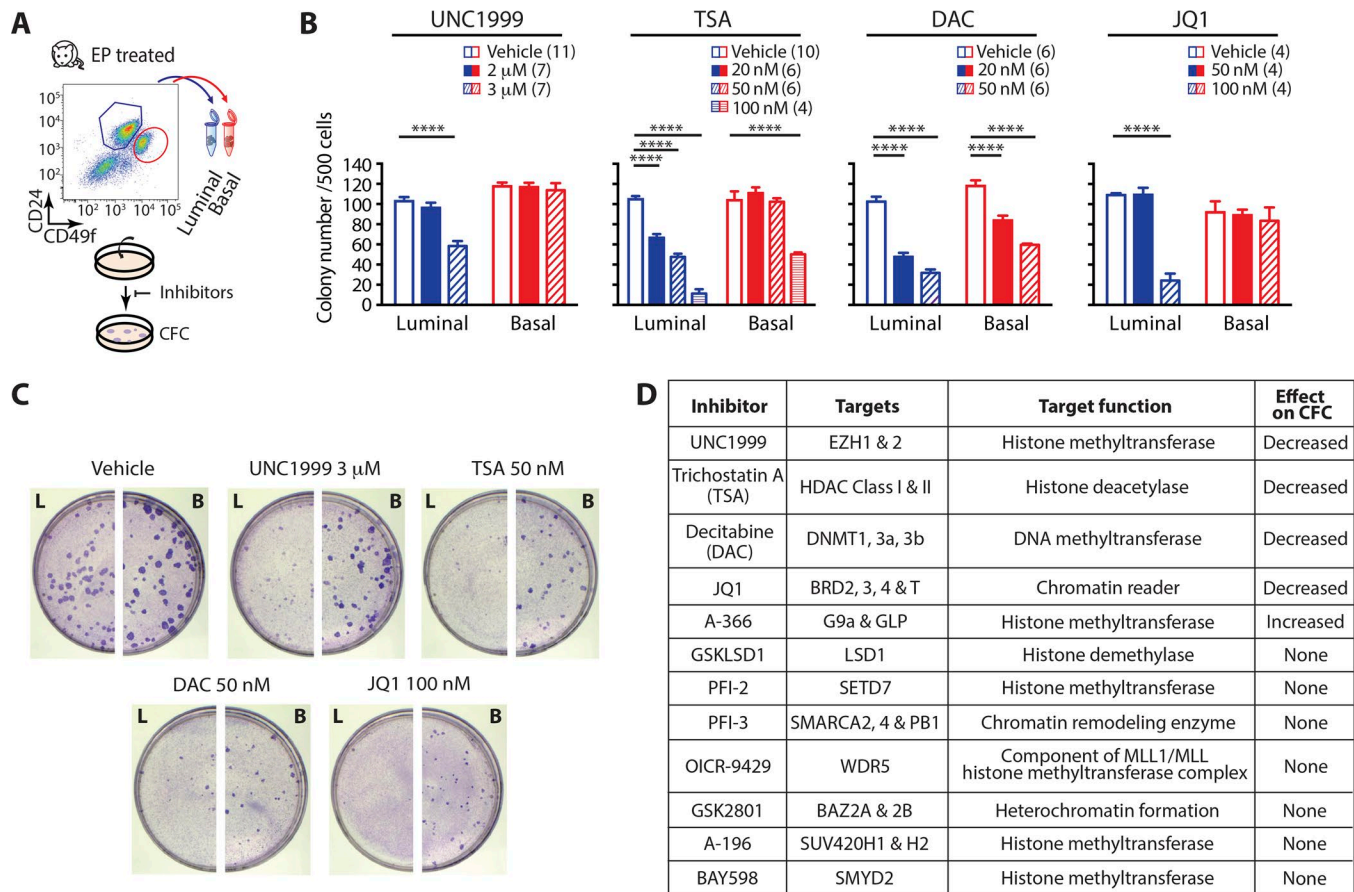 A
EP treated
10⁵
10⁴
10³
10²
10² 10³ 10⁴ 10⁵
CD24
CD49f
Luminal
Basal
Inhibitors
CFC
B
UNC1999
Vehicle (11)
2 μM (7)
3 μM (7)
TSA
Vehicle (10)
20 nM (6)
50 nM (6)
100 nM (4)
DAC
Vehicle (6)
20 nM (6)
50 nM (6)
JQ1
Vehicle (4)
50 nM (4)
100 nM (4)
Colony number /500 cells
140
120
100
80
60
40
20
0
****
Luminal Basal
****
****
****
****
Luminal Basal
****
****
****
****
Luminal Basal
****
Luminal Basal
C
Vehicle
L B
UNC1999 3 μM
L B
TSA 50 nM
L B
DAC 50 nM
L B
JQ1 100 nM
L B
D
Inhibitor Targets Target function Effect on CFC
UNC1999 EZH1 & 2 Histone methyltransferase Decreased
Trichostatin A (TSA) HDAC Class I & II Histone deacetylase Decreased
Decitabine (DAC) DNMT1, 3a, 3b DNA methyltransferase Decreased
JQ1 BRD2, 3, 4 & T Chromatin reader Decreased
A-366 G9a & GLP Histone methyltransferase Increased
GSKLSD1 LSD1 Histone demethylase None
PFI-2 SETD7 Histone methyltransferase None
PFI-3 SMARCA2, 4 & PB1 Chromatin remodeling enzyme None
OICR-9429 WDR5 Component of MLL1/MLL histone methyltransferase complex None
GSK2801 BAZ2A & 2B Heterochromatin formation None
A-196 SUV420H1 & H2 Histone methyltransferase None
BAY598 SMYD2 Histone methyltransferase None